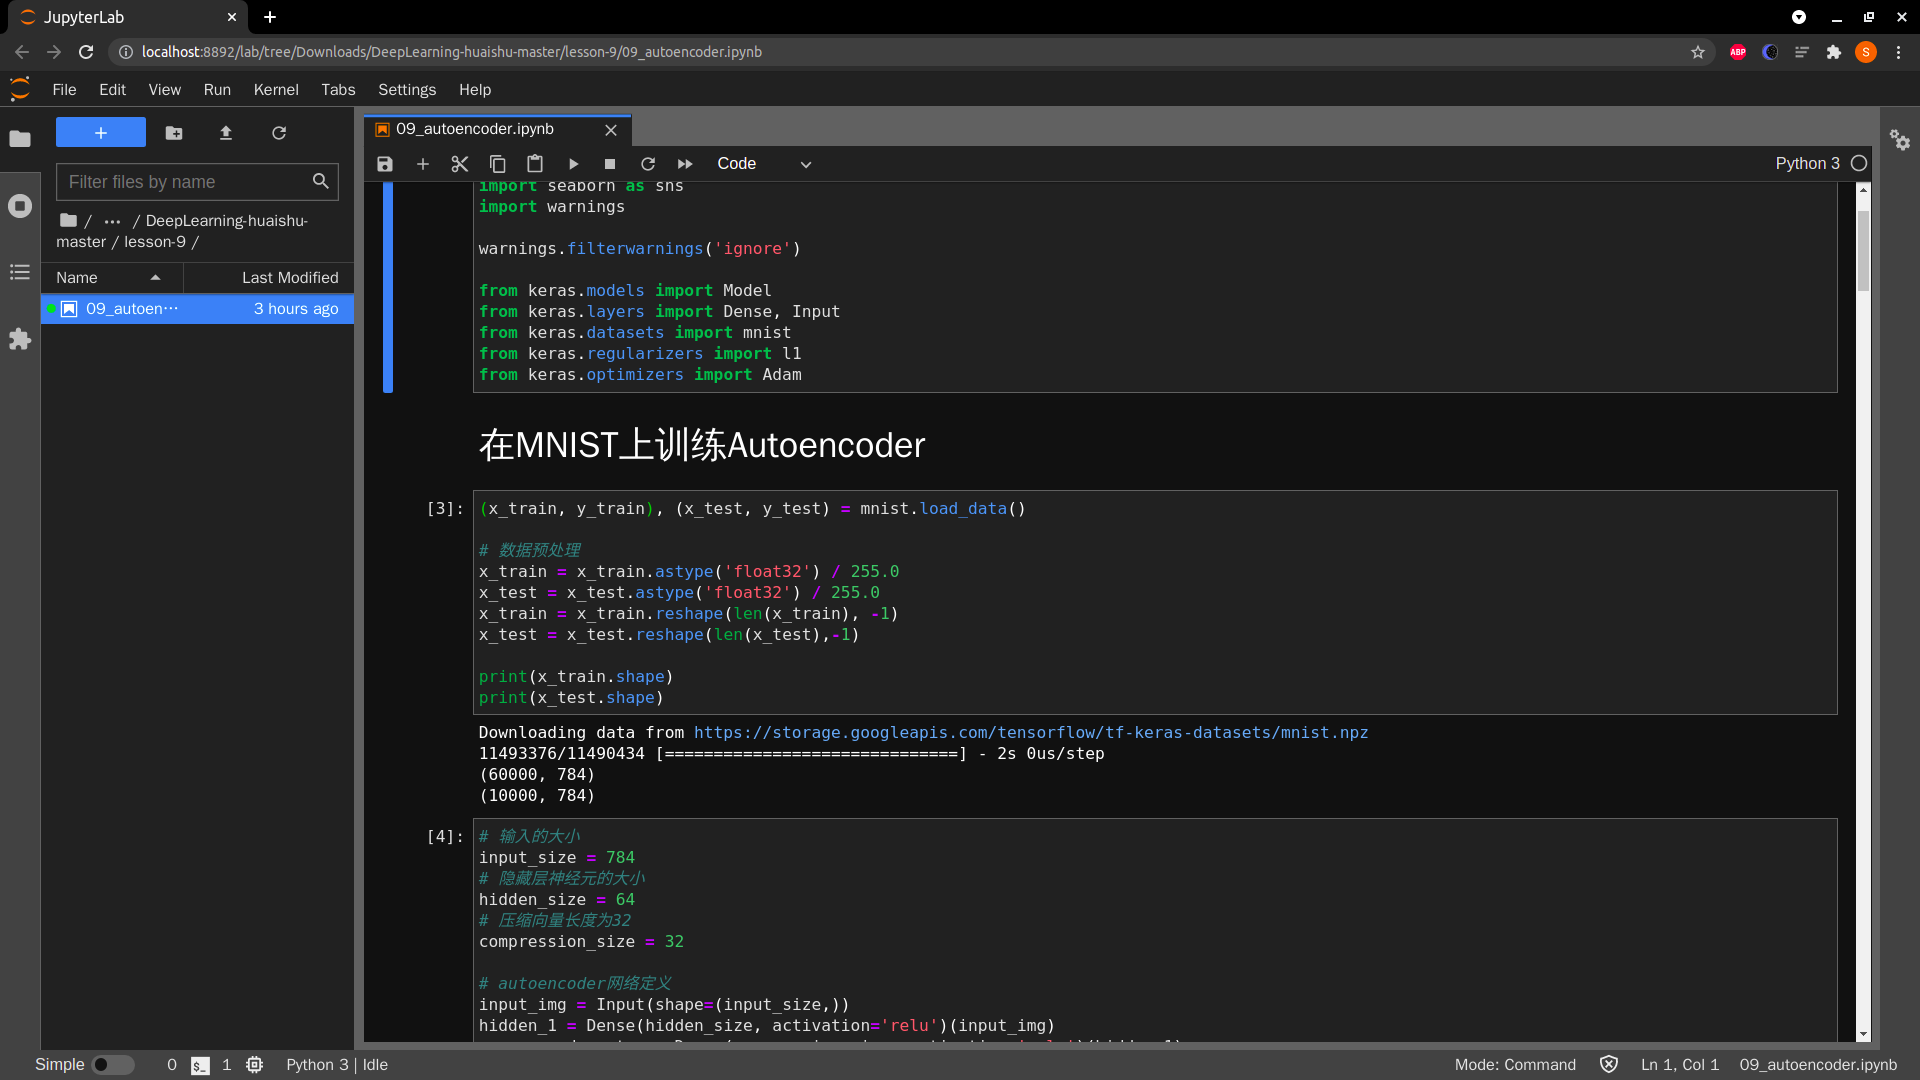 JupyterLab
localhost:8892/lab/tree/Downloads/DeepLearning-huaishu-master/lesson-9/09_autoencoder.ipynb
ABP
S
File Edit View Run Kernel Tabs Settings Help
09_autoencoder.ipynb
Filter files by name
/ ··· / DeepLearning-huaishu-
master / lesson-9 /
Name Last Modified
09_autoen··· 3 hours ago
Code
Python 3
import seaborn as sns
import warnings
warnings.filterwarnings('ignore')
from keras.models import Model
from keras.layers import Dense, Input
from keras.datasets import mnist
from keras.regularizers import l1
from keras.optimizers import Adam
在MNIST上训练Autoencoder
[3]: (x_train, y_train), (x_test, y_test) = mnist.load_data()
# 数据预处理
x_train = x_train.astype('float32') / 255.0
x_test = x_test.astype('float32') / 255.0
x_train = x_train.reshape(len(x_train), -1)
x_test = x_test.reshape(len(x_test),-1)
print(x_train.shape)
print(x_test.shape)
Downloading data from https://storage.googleapis.com/tensorflow/tf-keras-datasets/mnist.npz
11493376/11490434 [==============================] - 2s 0us/step
(60000, 784)
(10000, 784)
[4]: # 输入的大小
input_size = 784
# 隐藏层神经元的大小
hidden_size = 64
# 压缩向量长度为32
compression_size = 32
# autoencoder网络定义
input_img = Input(shape=(input_size,))
hidden_1 = Dense(hidden_size, activation='relu')(input_img)
Simple 0 $_ 1 Python 3 | Idle Mode: Command Ln 1, Col 1 09_autoencoder.ipynb